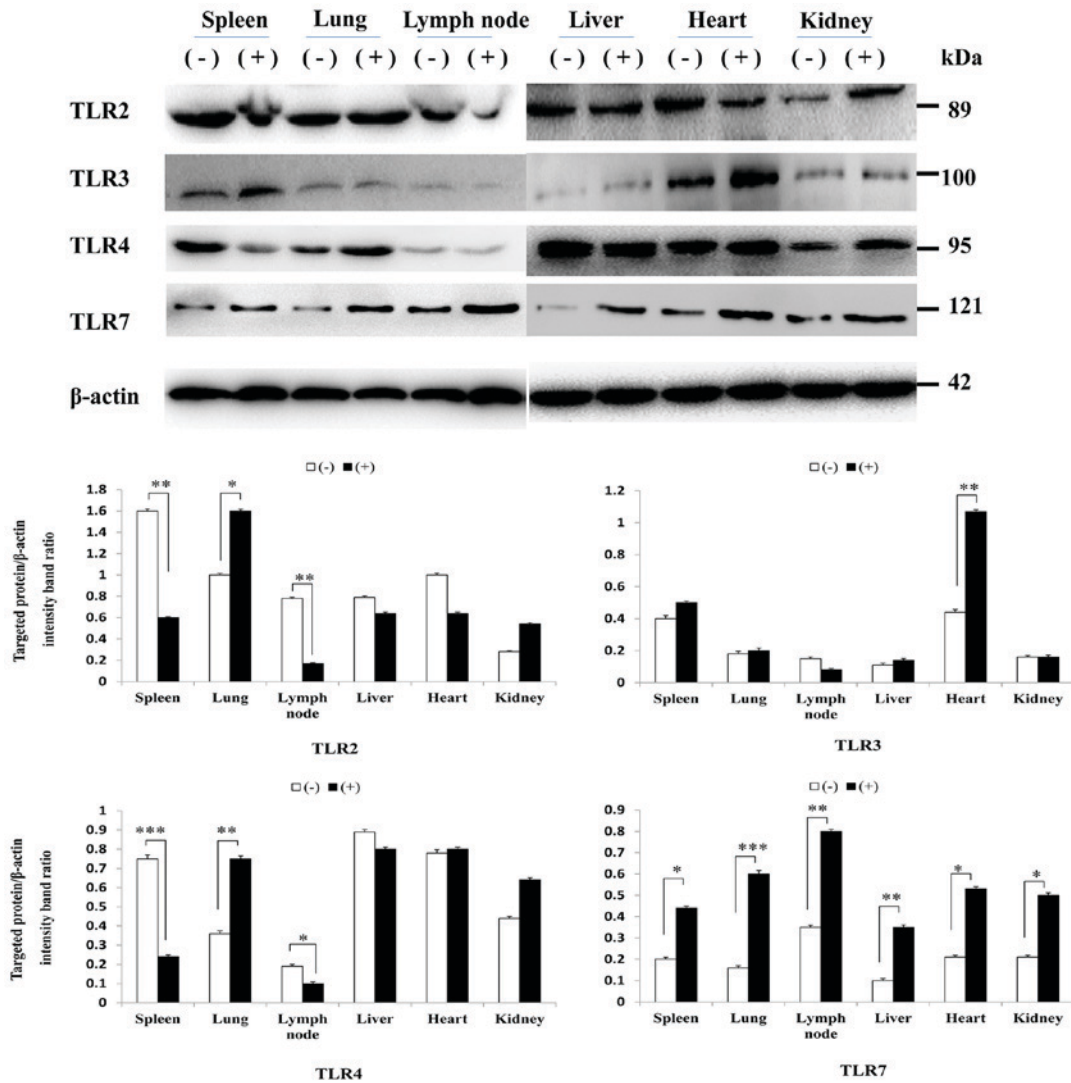 Spleen Lung Lymph node Liver Heart Kidney
(-) (+) (-) (+) (-) (+) (-) (+) (-) (+) (-) (+) kDa
TLR2 89
TLR3 100
TLR4 95
TLR7 121
β-actin 42
(-) (+)
** * **
Targeted protein/β-actin
intensity band ratio
1.8
1.6
1.4
1.2
1
0.8
0.6
0.4
0.2
0
Spleen Lung Lymph node Liver Heart Kidney
TLR2
(-) (+)
**
1.2
1
0.8
0.6
0.4
0.2
0
Spleen Lung Lymph node Liver Heart Kidney
TLR3
(-) (+)
*** ** *
Targeted protein/β-actin
intensity band ratio
1
0.9
0.8
0.7
0.6
0.5
0.4
0.3
0.2
0.1
0
Spleen Lung Lymph node Liver Heart Kidney
TLR4
(-) (+)
* *** ** ** * *
0.9
0.8
0.7
0.6
0.5
0.4
0.3
0.2
0.1
0
Spleen Lung Lymph node Liver Heart Kidney
TLR7